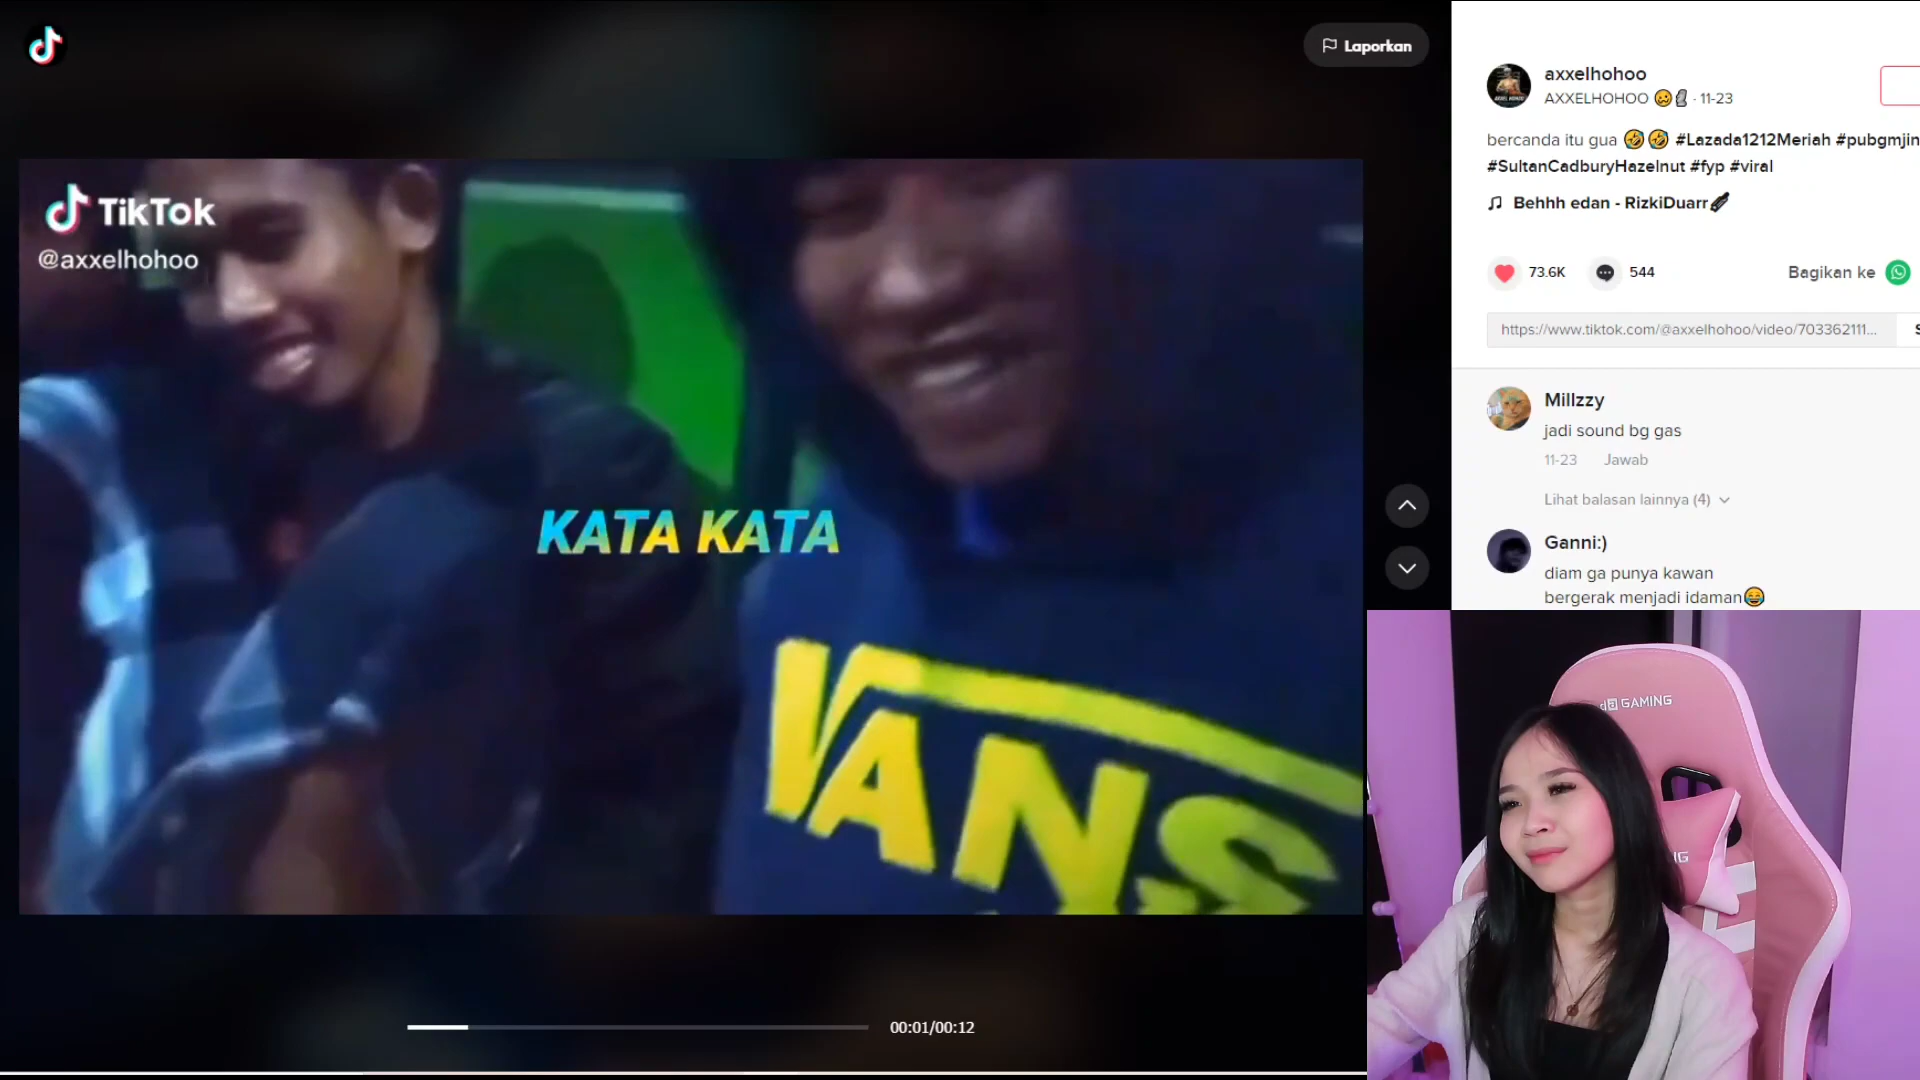 Laporkan
TikTok
@axxelhohoo
KATA KATA
VANS
00:01/00:12
axxelhohoo
AXXELHOHOO 🥴🗿 · 11-23
bercanda itu gua 🤣🤣 #Lazada1212Meriah #pubgmjin
#SultanCadburyHazelnut #fyp #viral
♫ Behhh edan - RizkiDuarr
73.6K
544
Bagikan ke
https://www.tiktok.com/@axxelhohoo/video/703362111...
Millzzy
jadi sound bg gas
11-23 Jawab
Lihat balasan lainnya (4)
Ganni:)
diam ga punya kawan
bergerak menjadi idaman😂
GAMING